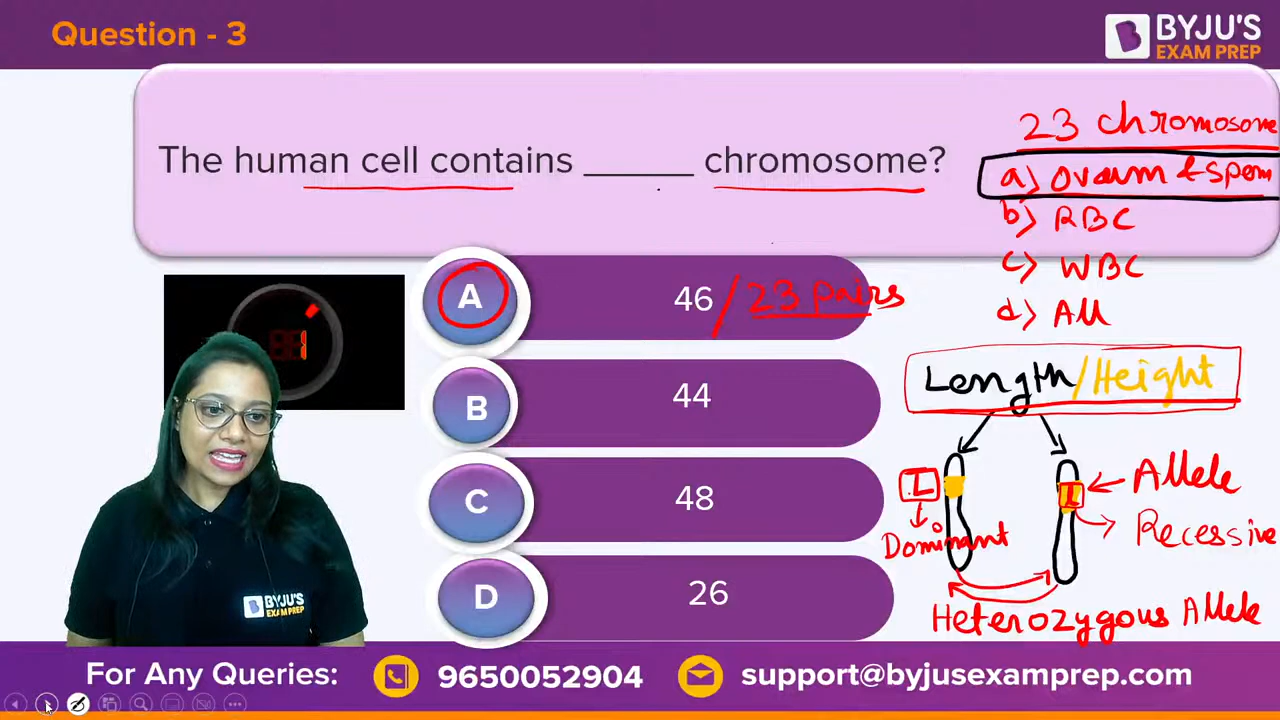 Question - 3
BYJU'S
EXAM PREP
The human cell contains ______ chromosome?
23 chromosome
a) Ovum & Sperm
b) RBC
c) WBC
d) All
A
46 / 23 pairs
B
44
C
48
D
26
Length/Height
I
Dominant
Allele
Recessive
Heterozygous Allele
BYJU'S
EXAM PREP
For Any Queries:
9650052904
support@byjusexamprep.com